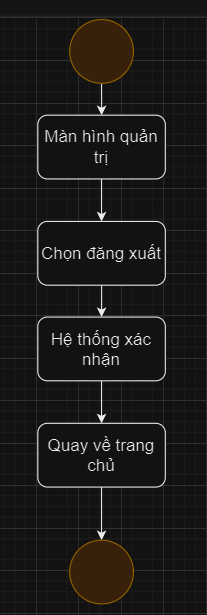 Màn hình quản
trị
Chọn đăng xuất
Hệ thống xác
nhận
Quay về trang
chủ